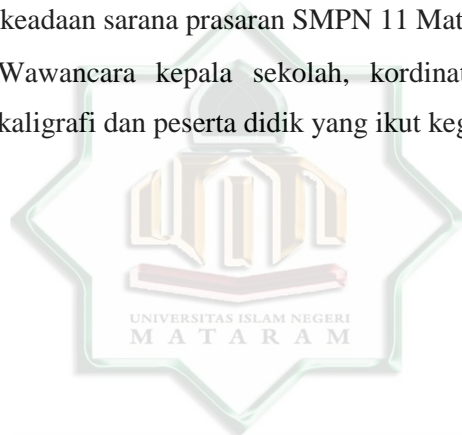 keadaan sarana prasaran SMPN 11 Mat
Wawancara kepala sekolah, kordinat
kaligrafi dan peserta didik yang ikut keg
UNIVERSITAS ISLAM NEGERI
MATARAM